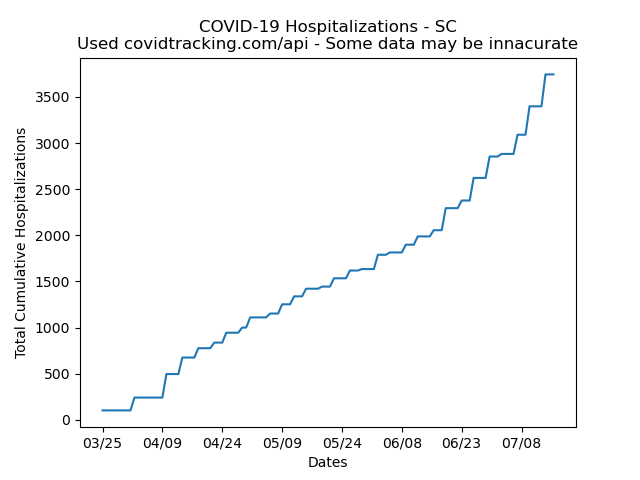 COVID-19 Hospitalizations - SC
Used covidtracking.com/api - Some data may be innacurate
Total Cumulative Hospitalizations
3500
3000
2500
2000
1500
1000
500
0
03/25 04/09 04/24 05/09 05/24 06/08 06/23 07/08
Dates